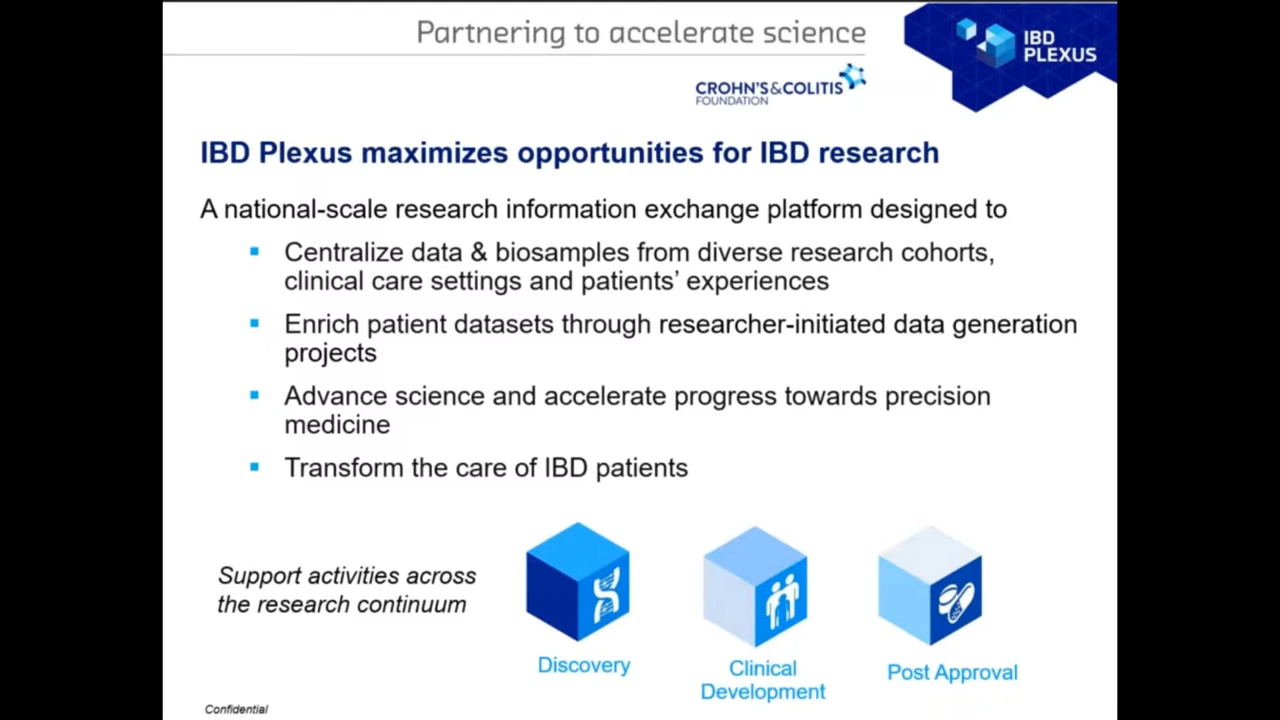 Partnering to accelerate science
IBD
PLEXUS
CROHN'S&COLITIS
FOUNDATION
IBD Plexus maximizes opportunities for IBD research
A national-scale research information exchange platform designed to
▪ Centralize data & biosamples from diverse research cohorts,
clinical care settings and patients’ experiences
▪ Enrich patient datasets through researcher-initiated data generation
projects
▪ Advance science and accelerate progress towards precision
medicine
▪ Transform the care of IBD patients
Support activities across
the research continuum
Discovery
Clinical
Development
Post Approval
Confidential